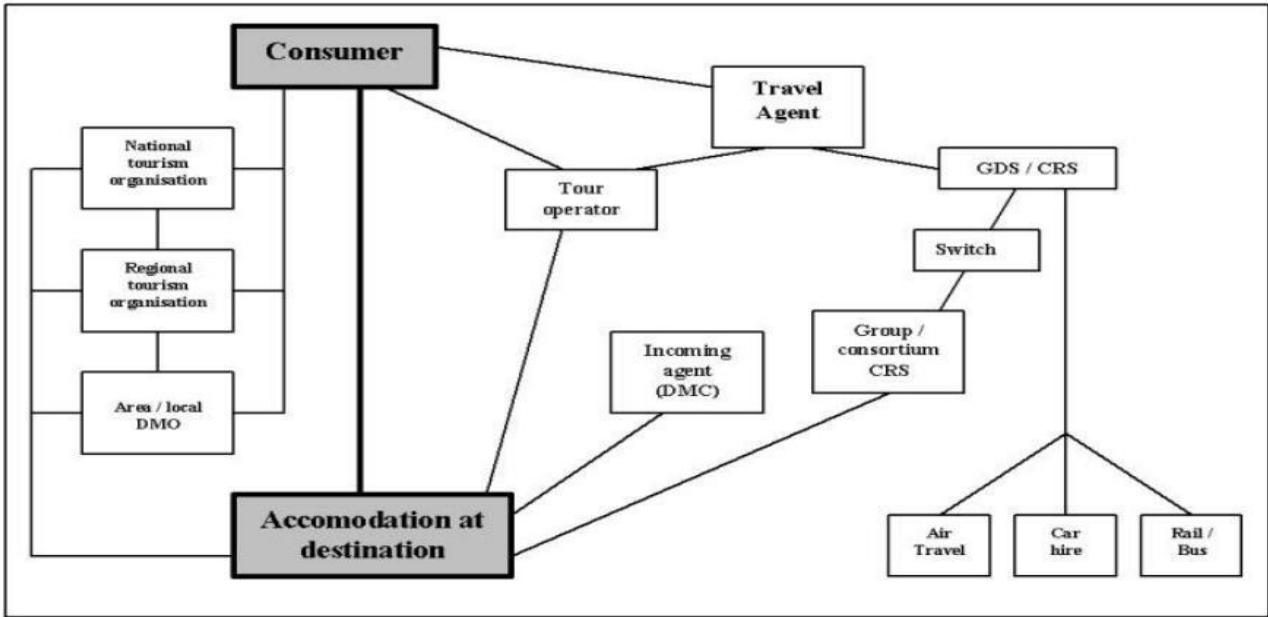 Consumer
Travel
Agent
National
tourism
organisation
GDS / CRS
Tour
operator
Switch
Regional
tourism
organisation
Group /
consortium
CRS
Incoming
agent
(DMC)
Area / local
DMO
Accomodation at
destination
Air
Travel
Car
hire
Rail /
Bus